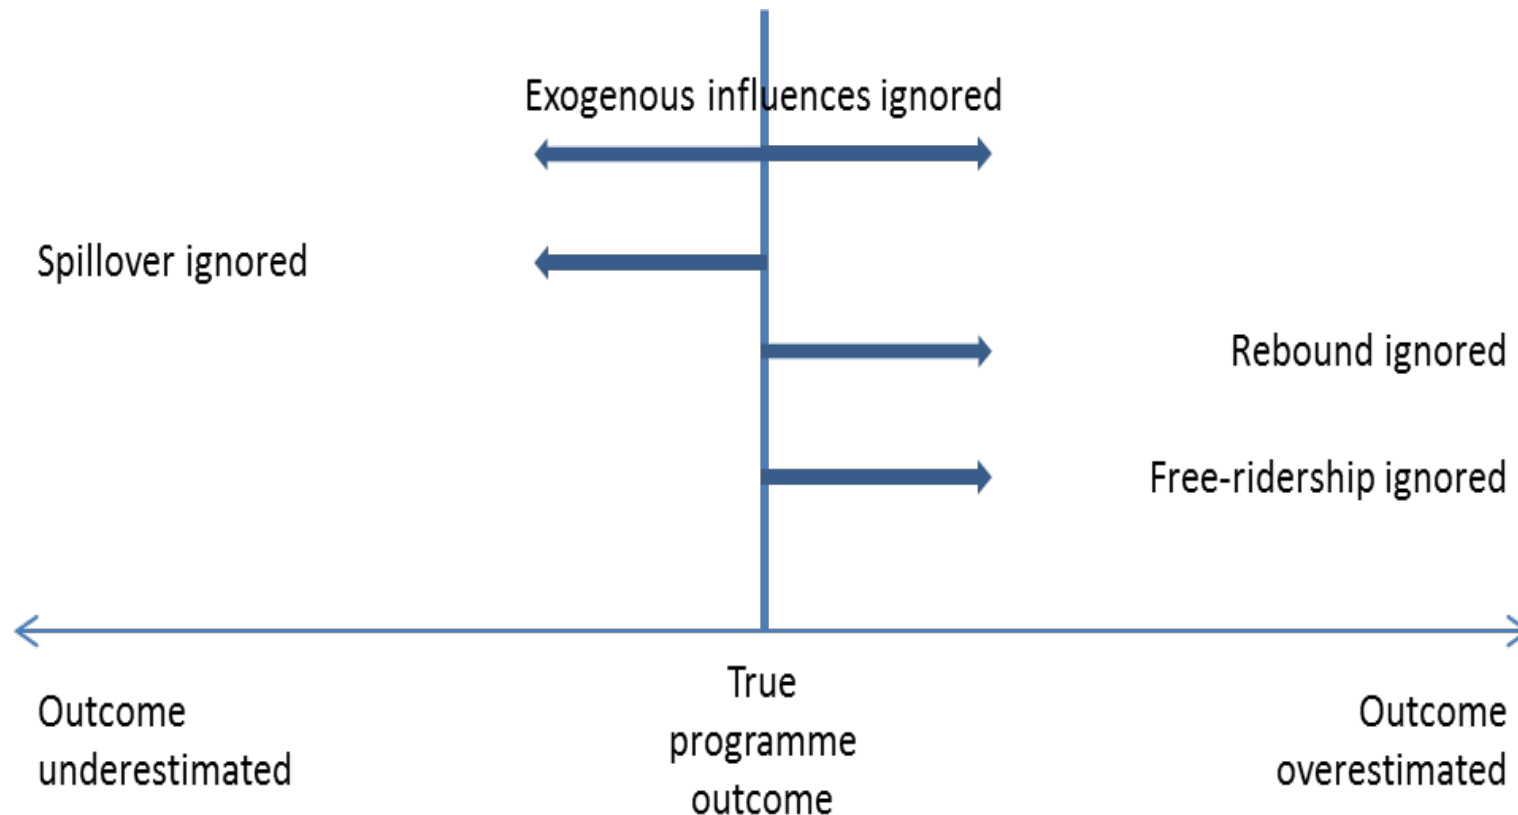 Exogenous influences ignored
Spillover ignored
Rebound ignored
Free-ridership ignored
Outcome
underestimated
True
programme
outcome
Outcome
overestimated